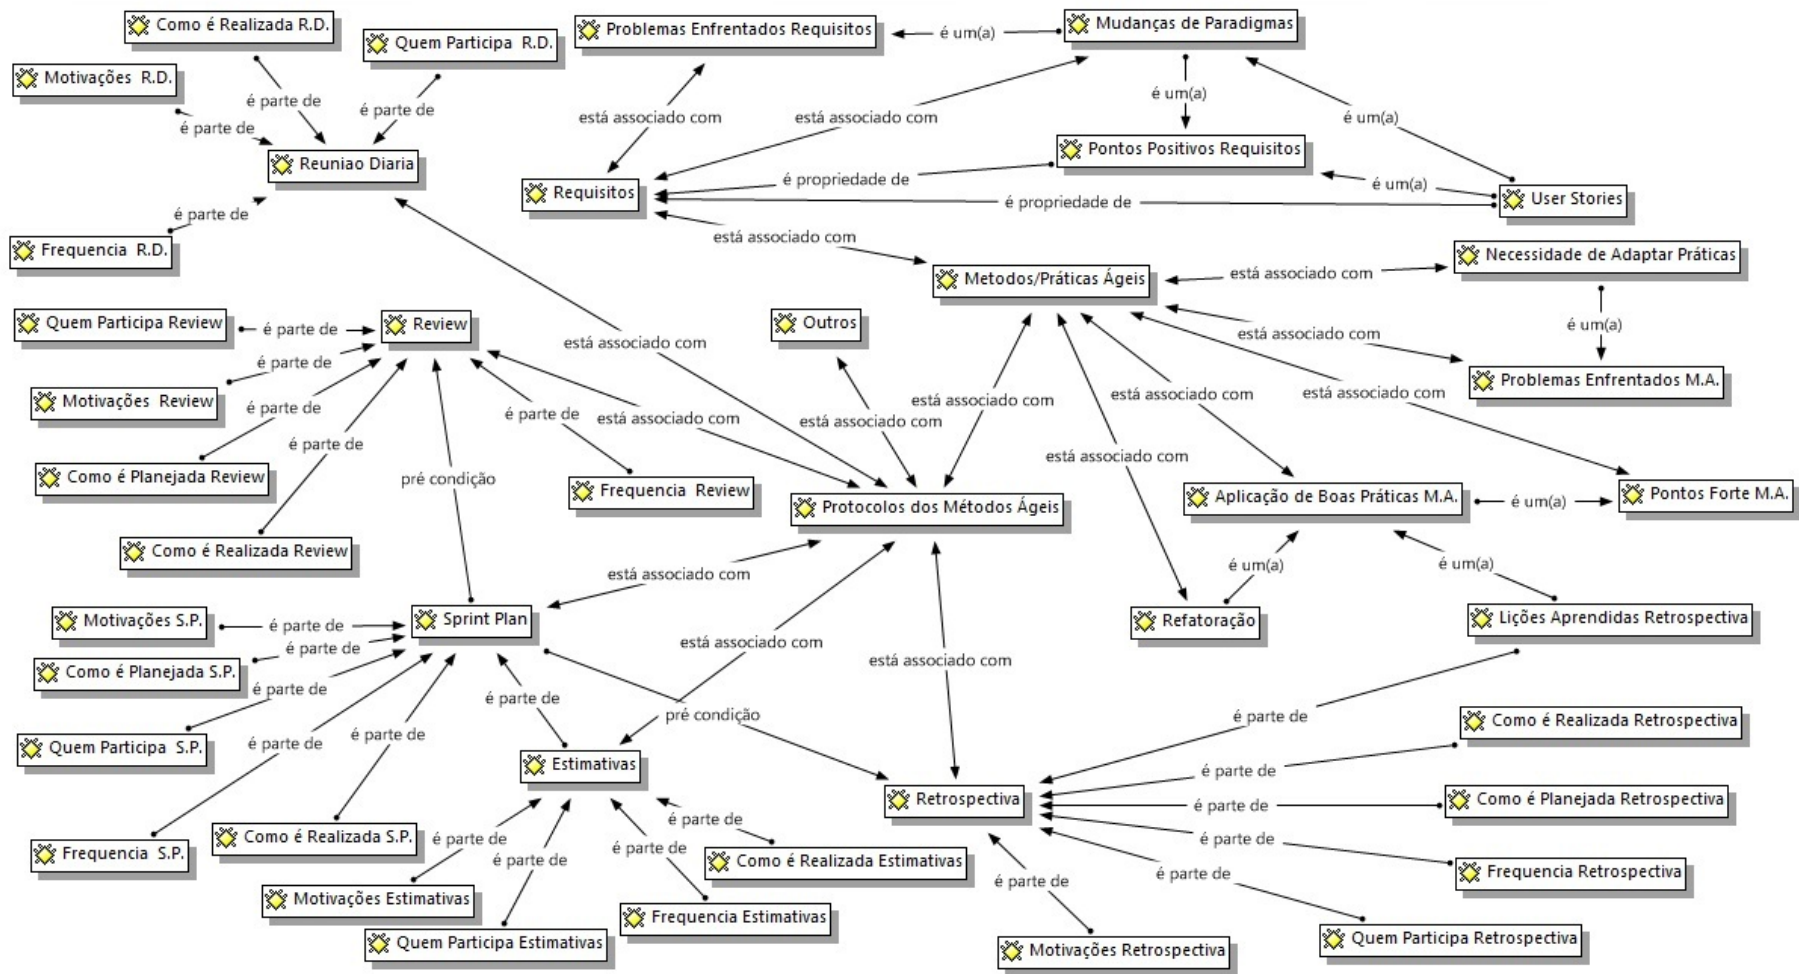 Como é Realizada R.D.
Quem Participa R.D.
Problemas Enfrentados Requisitos
é um(a)
Mudanças de Paradigmas
Motivações R.D.
é parte de
é parte de
é parte de
está associado com
está associado com
é um(a)
é um(a)
Reuniao Diaria
Pontos Positivos Requisitos
Requisitos
é propriedade de
é um(a)
é propriedade de
User Stories
é parte de
Frequencia R.D.
está associado com
Metodos/Práticas Ágeis
está associado com
Necessidade de Adaptar Práticas
Quem Participa Review
é parte de
Review
Outros
está associado com
está associado com
é um(a)
é parte de
Motivações Review
é parte de
é parte de
está associado com
está associado com
está associado com
está associado com
está associado com
Problemas Enfrentados M.A.
é parte de
está associado com
Como é Planejada Review
pré condição
Frequencia Review
Protocolos dos Métodos Ágeis
Aplicação de Boas Práticas M.A.
é um(a)
Pontos Forte M.A.
Como é Realizada Review
está associado com
é um(a)
é um(a)
Motivações S.P.
é parte de
Sprint Plan
Refatoração
Lições Aprendidas Retrospectiva
é parte de
está associado com
está associado com
Como é Planejada S.P.
é parte de
é parte de
pré condição
é parte de
Como é Realizada Retrospectiva
Quem Participa S.P.
é parte de
é parte de
Estimativas
é parte de
Retrospectiva
é parte de
Como é Planejada Retrospectiva
Frequencia S.P.
Como é Realizada S.P.
é parte de
é parte de
é parte de
é parte de
é parte de
Como é Realizada Estimativas
é parte de
é parte de
Frequencia Retrospectiva
Motivações Estimativas
Frequencia Estimativas
Quem Participa Estimativas
Motivações Retrospectiva
Quem Participa Retrospectiva